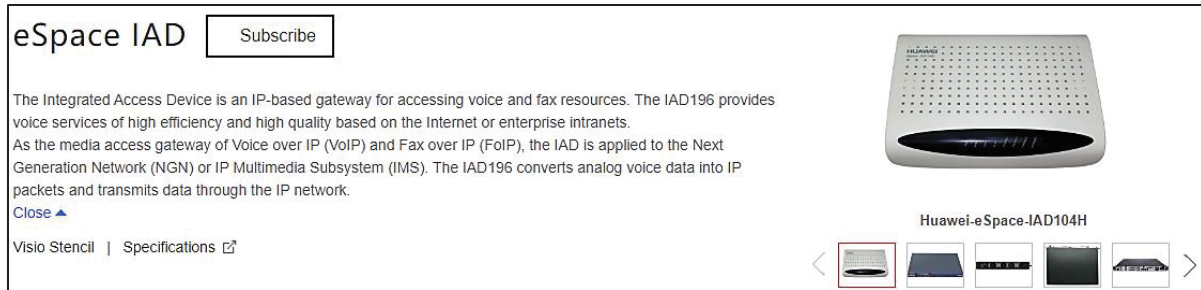 eSpace IAD
Subscribe
The Integrated Access Device is an IP-based gateway for accessing voice and fax resources. The IAD196 provides
voice services of high efficiency and high quality based on the Internet or enterprise intranets.
As the media access gateway of Voice over IP (VoIP) and Fax over IP (FoIP), the IAD is applied to the Next
Generation Network (NGN) or IP Multimedia Subsystem (IMS). The IAD196 converts analog voice data into IP
packets and transmits data through the IP network.
Close
Visio Stencil | Specifications
HUAWEI
Huawei-eSpace-IAD104H